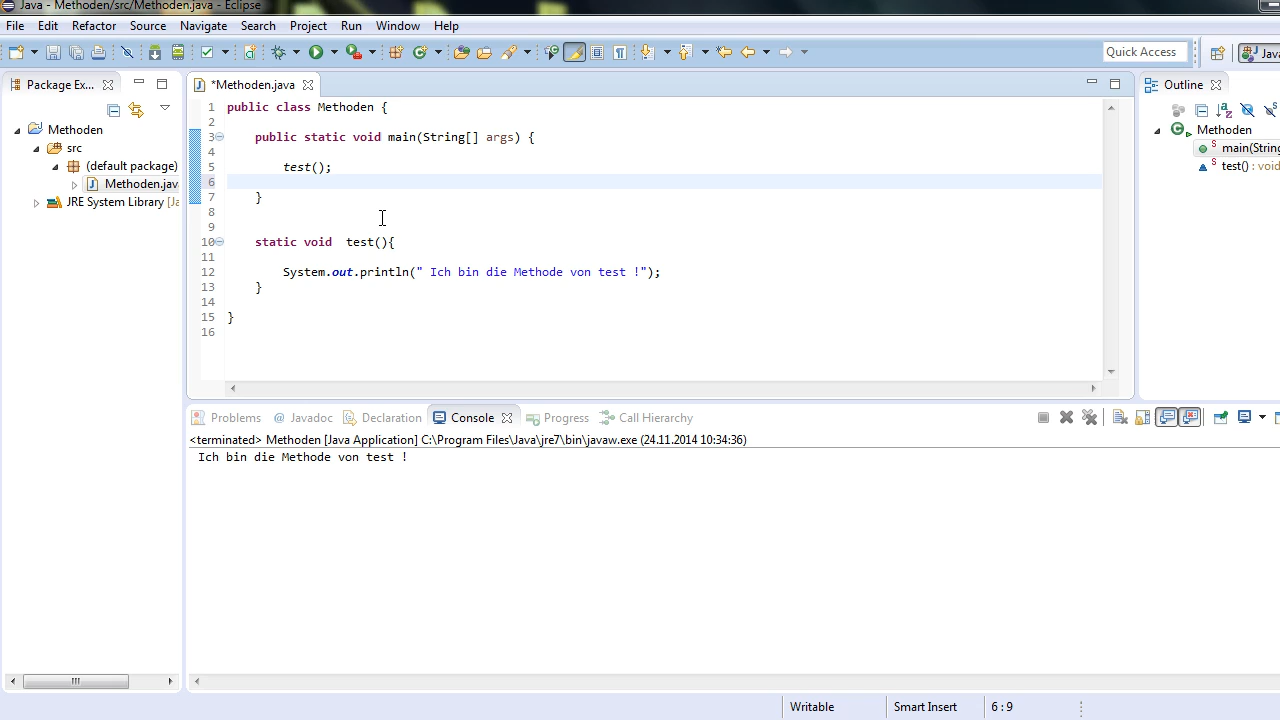 Java - Methoden/src/Methoden.java - Eclipse
File Edit Refactor Source Navigate Search Project Run Window Help
Quick Access
Java
Package Ex...
*Methoden.java
Outline
1 public class Methoden {
2
3 public static void main(String[] args) {
4
5 test();
6
7 }
8
9
10 static void  test(){
11
12 System.out.println(" Ich bin die Methode von test !");
13 }
14
15 }
16
Methoden
src
(default package)
Methoden.java
JRE System Library [Ja
Methoden
main(String
test() : void
Problems @ Javadoc Declaration Console Progress Call Hierarchy
<terminated> Methoden [Java Application] C:\Program Files\Java\jre7\bin\javaw.exe (24.11.2014 10:34:36)
Ich bin die Methode von test !
Writable Smart Insert 6 : 9